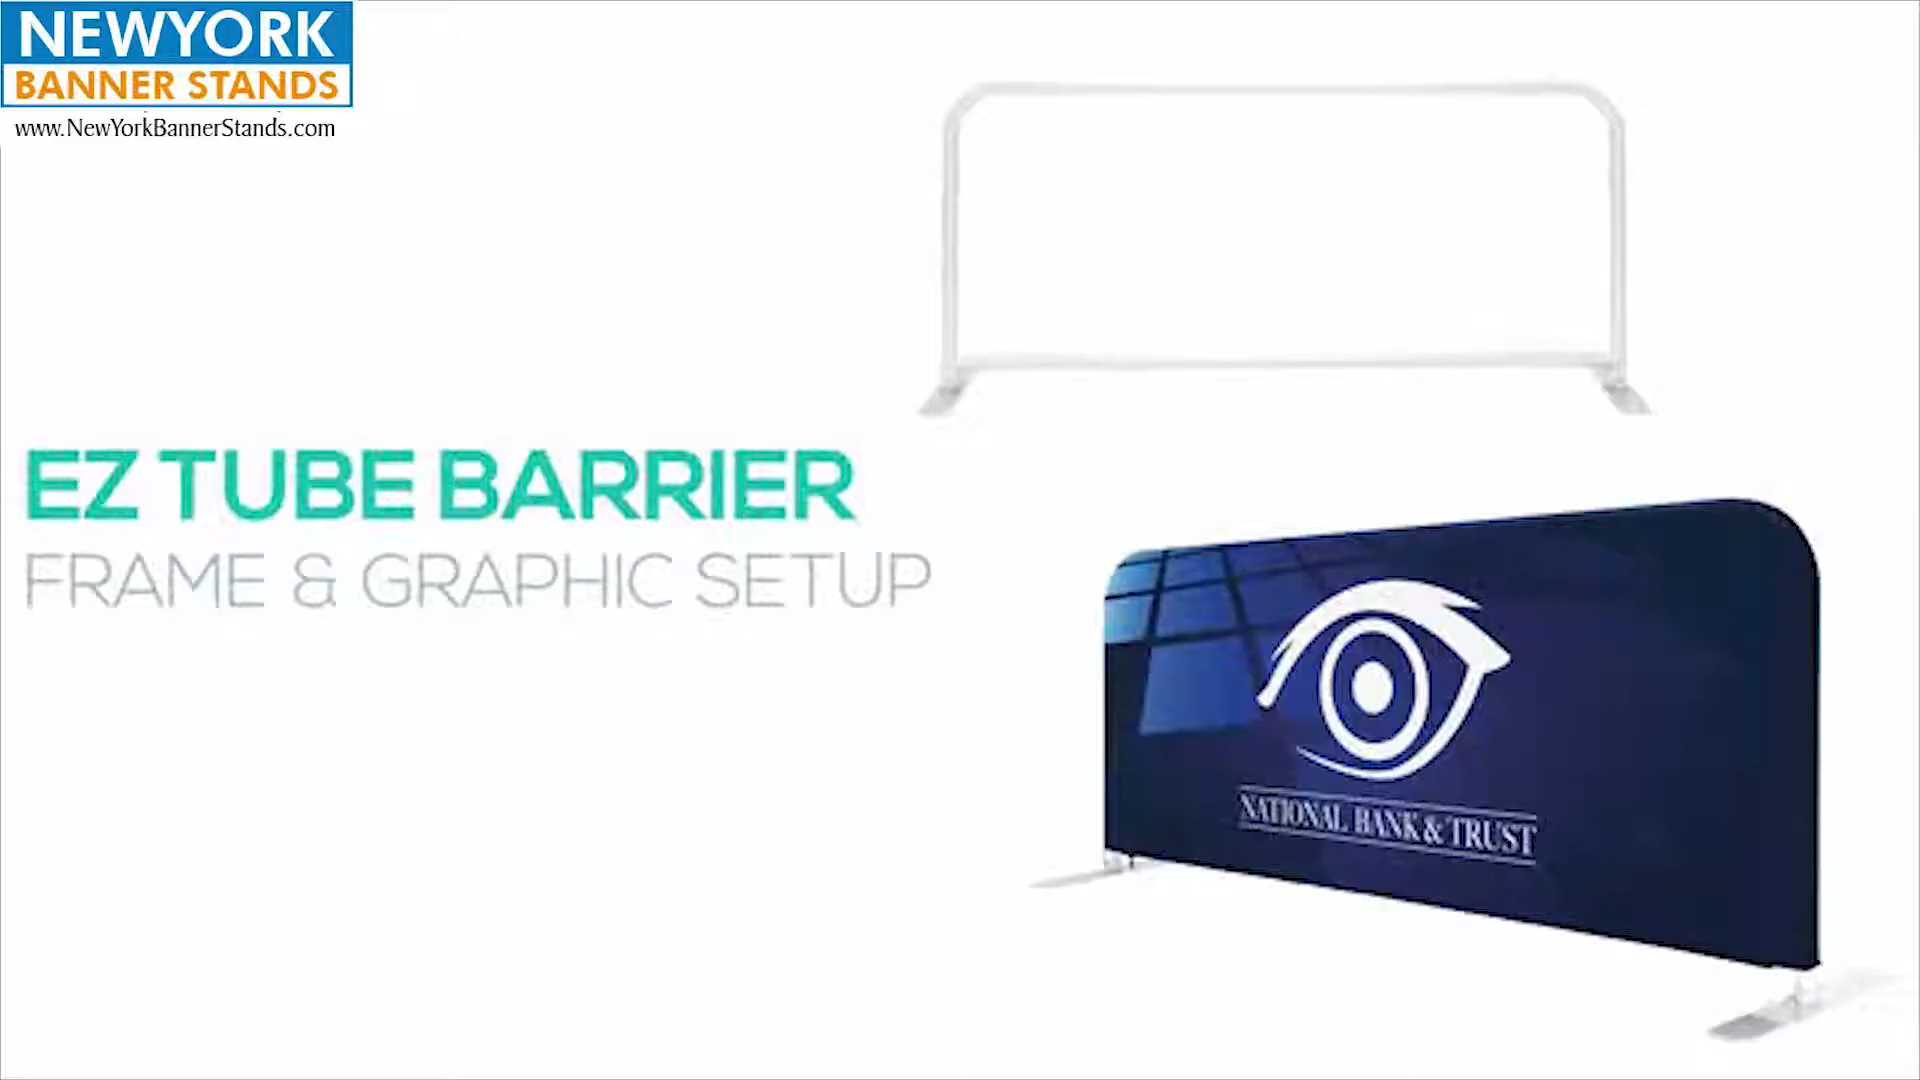 NEWYORK
BANNER STANDS
www.NewYorkBannerStands.com
EZ TUBE BARRIER
FRAME & GRAPHIC SETUP
NATIONAL BANK & TRUST